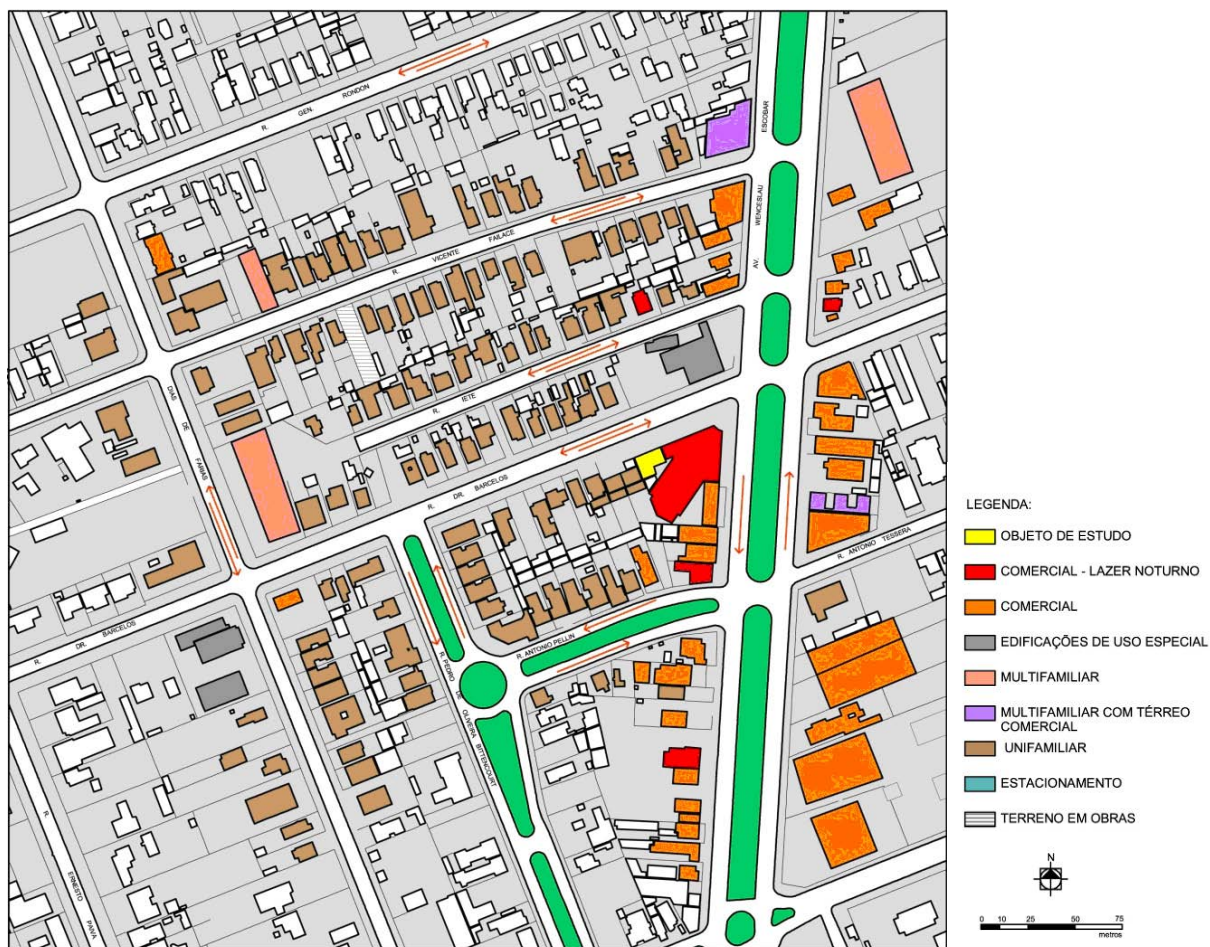 R. GEN. RONDON
AV. WENCESLAU ESCOBAR
R. VICENTE FAILACE
DIAS DE FARIAS
R. IETE
R. DR. BARCELOS
R. ANTONIO TESSERA
R. DR. BARCELOS
R. ANTONIO PELLIN
R. PEDRO DE OLIVEIRA BITTENCOURT
R. ERNESTO PAIVA
LEGENDA:
OBJETO DE ESTUDO
COMERCIAL - LAZER NOTURNO
COMERCIAL
EDIFICAÇÕES DE USO ESPECIAL
MULTIFAMILIAR
MULTIFAMILIAR COM TÉRREO
COMERCIAL
UNIFAMILIAR
ESTACIONAMENTO
TERRENO EM OBRAS
N
0 10 25 50 75
metros